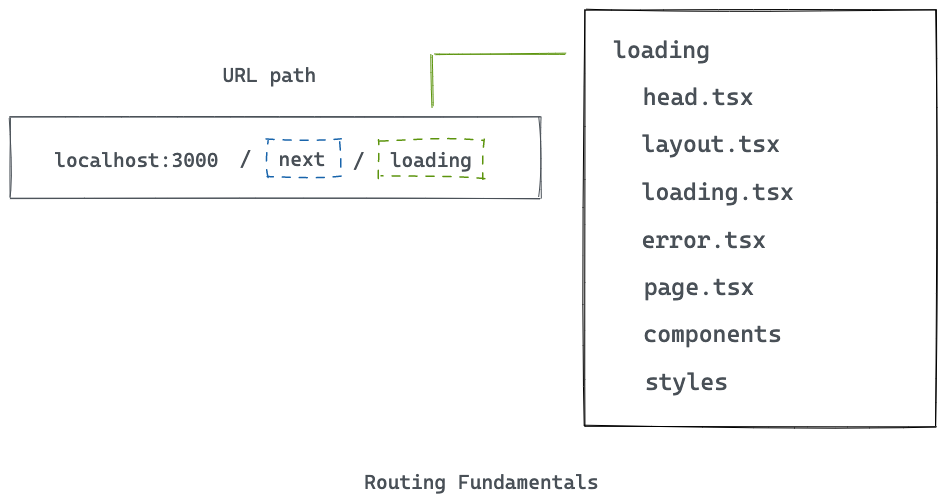 URL path
localhost:3000 / next / loading
loading
head.tsx
layout.tsx
loading.tsx
error.tsx
page.tsx
components
styles
Routing Fundamentals